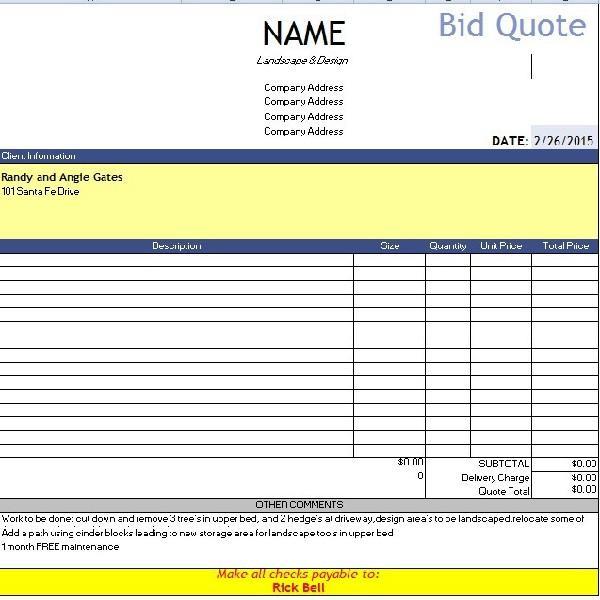 NAME
Bid Quote
Landscape & Design
Company Address
Company Address
Company Address
Company Address
DATE: 2/26/2015
Client Information
Randy and Angie Gates
101 Santa Fe Drive
Description Size Quantity Unit Price Total Price
$0.00 SUBTOTAL $0.00
0 Delivery Charge $0.00
Quote Total $0.00
OTHER COMMENTS
Work to be done: cut down and remove 3 tree's in upper bed, and 2 hedge's at driveway,design area's to be landscaped.relocate some of
Add a path using cinder blocks leading to new storage area for landscape tools in upper bed
1 month FREE maintenance
Make all checks payable to:
Rick Bell